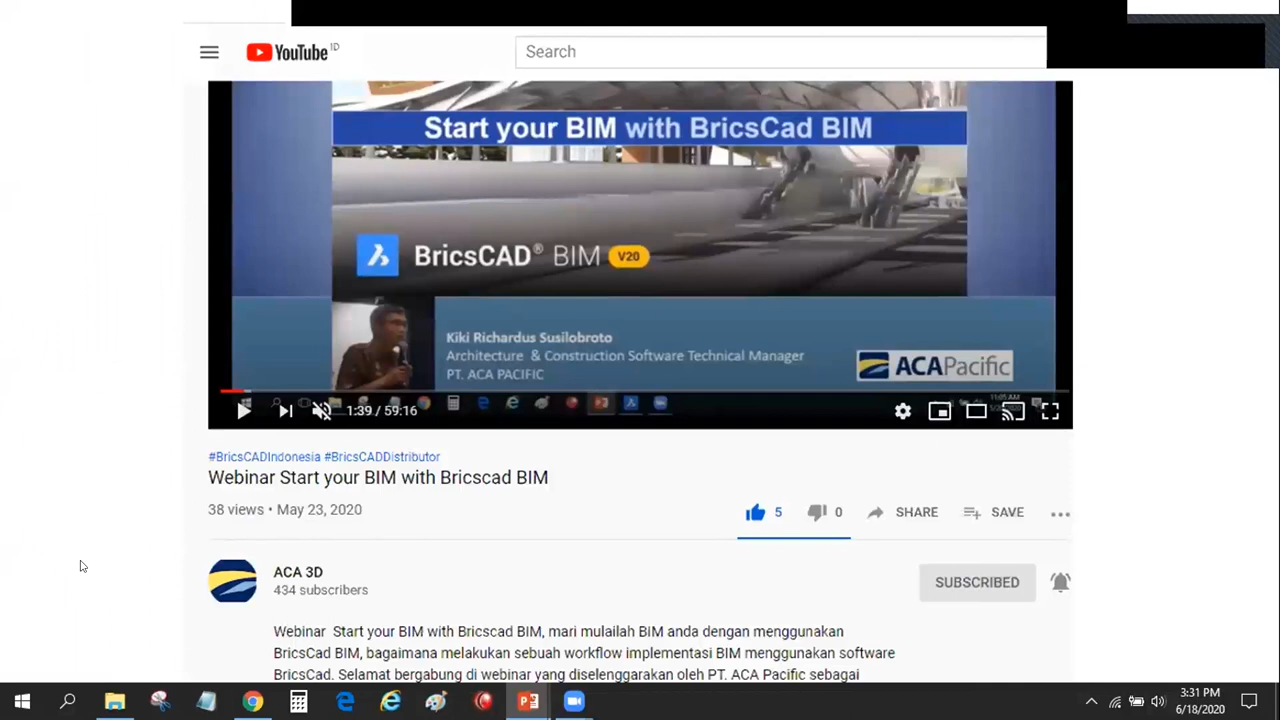 YouTube ID
Search
Start your BIM with BricsCad BIM
BricsCAD® BIM V20
Kiki Richardus Susilobroto
Architecture & Construction Software Technical Manager
PT. ACA PACIFIC
ACAPacific
1:39 / 59:16
#BricsCADIndonesia #BricsCADDistributor
Webinar Start your BIM with Bricscad BIM
38 views • May 23, 2020
5 0 SHARE SAVE
ACA 3D
434 subscribers
SUBSCRIBED
Webinar Start your BIM with Bricscad BIM, mari mulailah BIM anda dengan menggunakan
BricsCad BIM, bagaimana melakukan sebuah workflow implementasi BIM menggunakan software
BricsCad. Selamat bergabung di webinar yang diselenggarakan oleh PT. ACA Pacific sebagai
3:31 PM
6/18/2020